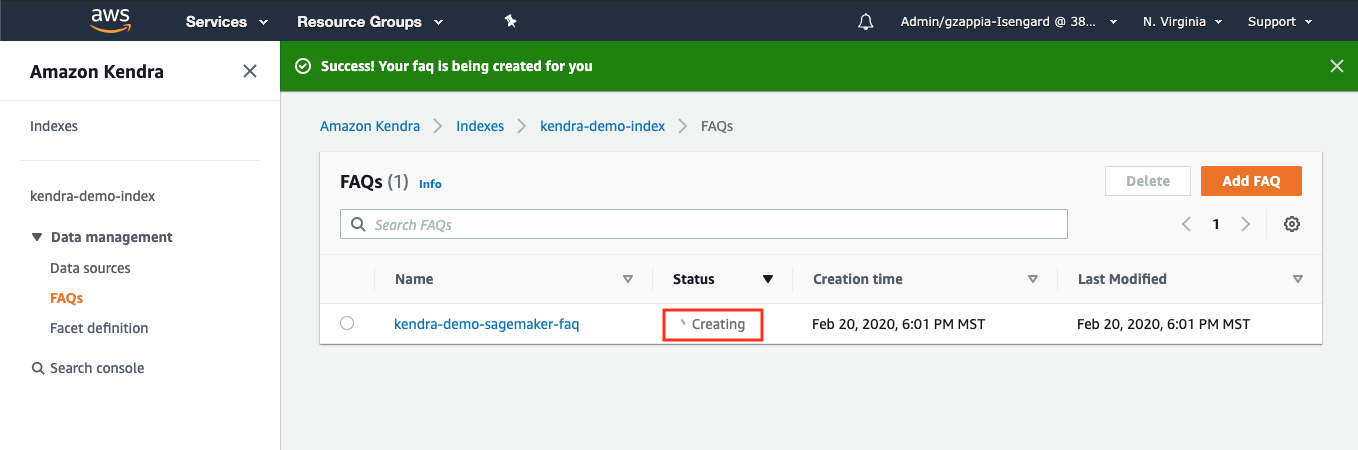 aws Services Resource Groups Admin/gzappia-Isengard @ 38... N. Virginia Support
Amazon Kendra
Success! Your faq is being created for you
Indexes
kendra-demo-index
Data management
Data sources
FAQs
Facet definition
Search console
Amazon Kendra Indexes kendra-demo-index FAQs
FAQs (1) Info Delete Add FAQ
Search FAQs 1
Name Status Creation time Last Modified
kendra-demo-sagemaker-faq Creating Feb 20, 2020, 6:01 PM MST Feb 20, 2020, 6:01 PM MST